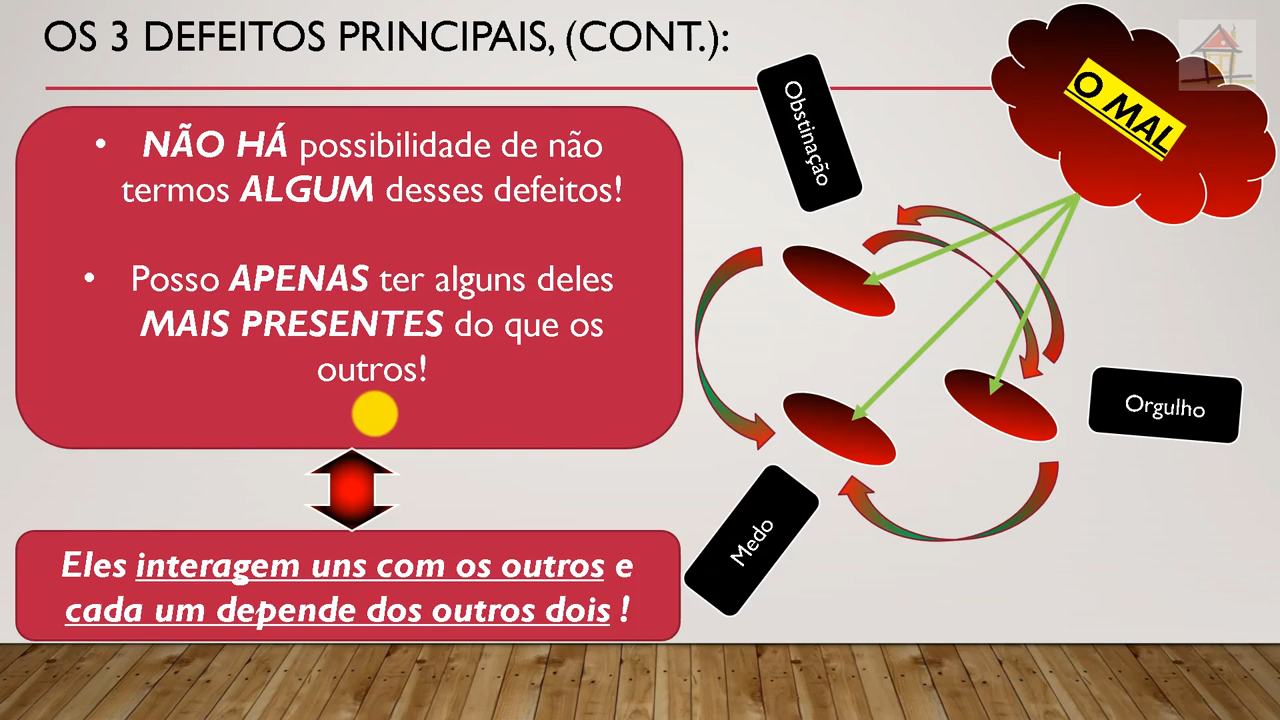 OS 3 DEFEITOS PRINCIPAIS, (CONT.):
• NÃO HÁ possibilidade de não
termos ALGUM desses defeitos!
• Posso APENAS ter alguns deles
MAIS PRESENTES do que os
outros!
Eles interagem uns com os outros e
cada um depende dos outros dois !
O MAL
Obstinação
Orgulho
Medo